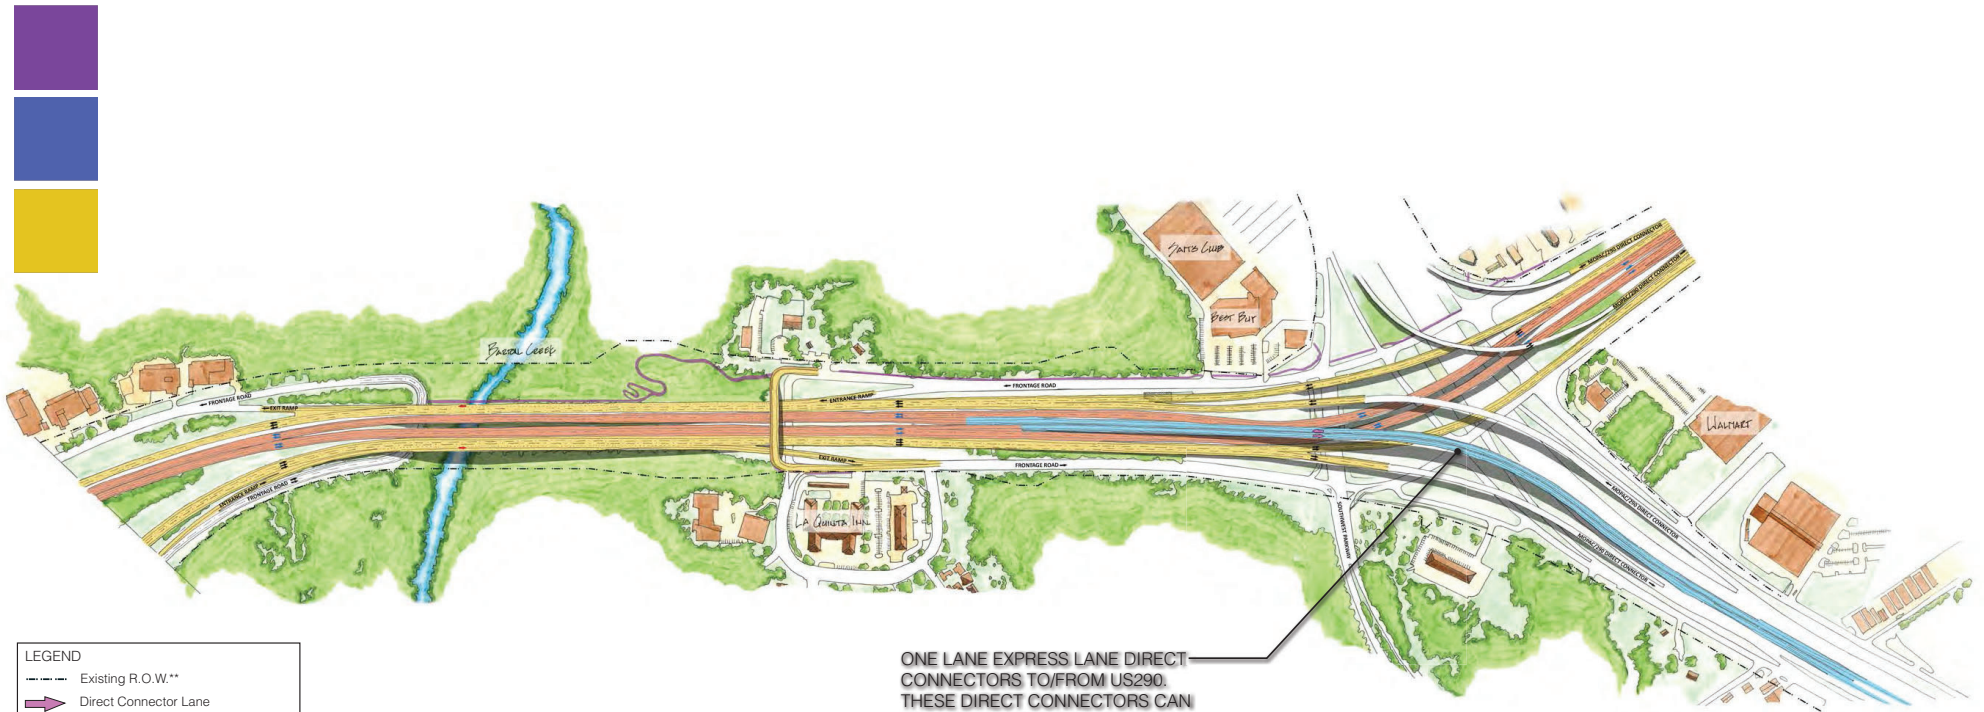 SAM'S CLUB
MOPAC/290 DIRECT CONNECTOR
MOPAC/290 DIRECT CONNECTOR
BEST BUY
BARTON CREEK
FRONTAGE ROAD
FRONTAGE ROAD
EXIT RAMP
ENTRANCE RAMP
WALMART
EXIT RAMP
FRONTAGE ROAD
ENTRANCE RAMP
FRONTAGE ROAD
LA QUINTA INN
SOUTHWEST PARKWAY
MOPAC/290 DIRECT CONNECTOR
MOPAC/290 DIRECT CONNECTOR
ONE LANE EXPRESS LANE DIRECT
CONNECTORS TO/FROM US290.
THESE DIRECT CONNECTORS CAN
LEGEND
Existing R.O.W.**
Direct Connector Lane